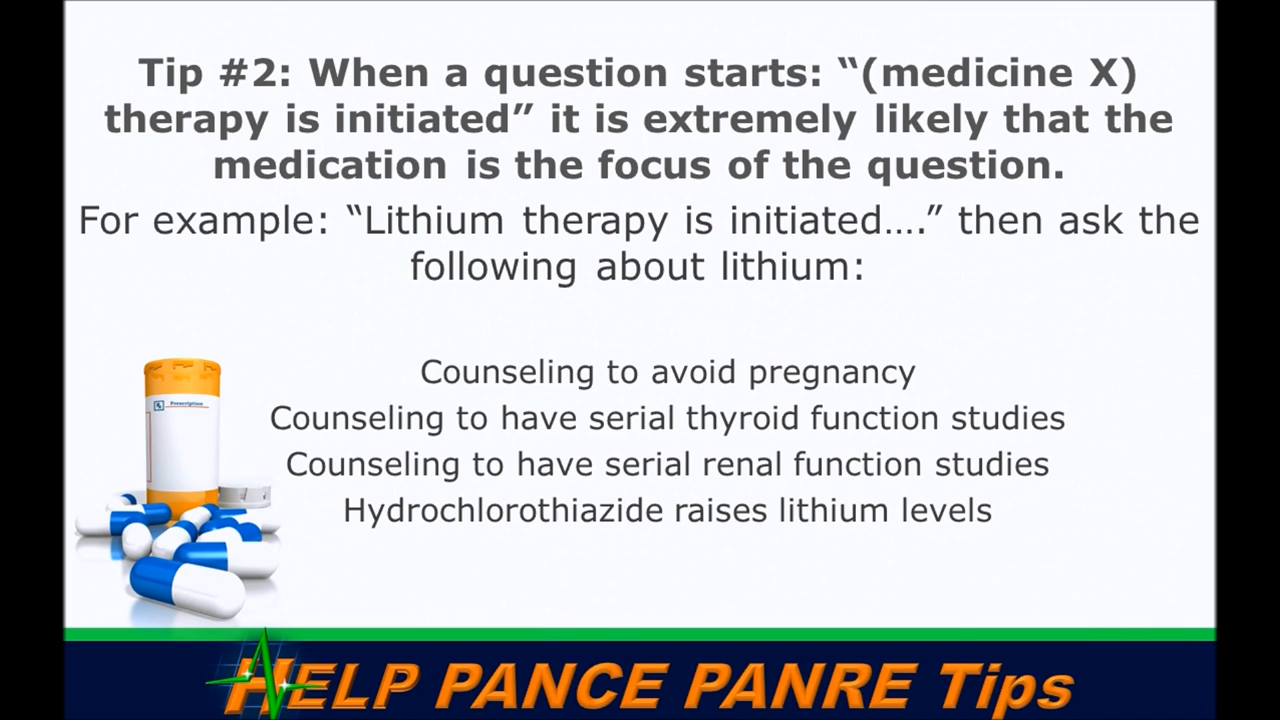 Tip #2: When a question starts: “(medicine X)
therapy is initiated” it is extremely likely that the
medication is the focus of the question.
For example: “Lithium therapy is initiated….” then ask the
following about lithium:
Counseling to avoid pregnancy
Counseling to have serial thyroid function studies
Counseling to have serial renal function studies
Hydrochlorothiazide raises lithium levels
Prescription
HELP PANCE PANRE Tips